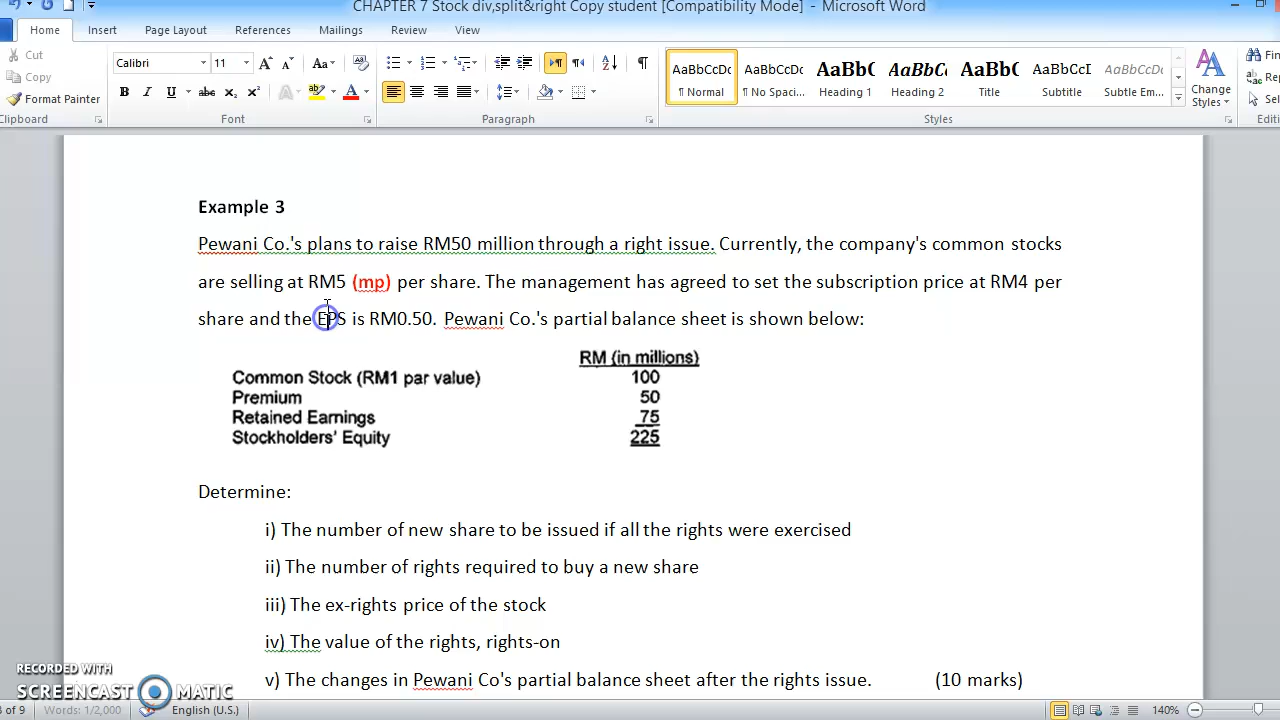 CHAPTER 7 Stock div,split&right Copy student [Compatibility Mode] - Microsoft Word
Home Insert Page Layout References Mailings Review View
Cut
Copy
Format Painter
Clipboard
Calibri 11
Font
Paragraph
AaBbCcDc AaBbCcDc AaBbC AaBbCc AaBbC AaBbCcI AaBbCcDc
¶ Normal ¶ No Spaci... Heading 1 Heading 2 Title Subtitle Subtle Em...
Styles
Change
Styles
Example 3
Pewani Co.'s plans to raise RM50 million through a right issue. Currently, the company's common stocks
are selling at RM5 (mp) per share. The management has agreed to set the subscription price at RM4 per
share and the EPS is RM0.50. Pewani Co.'s partial balance sheet is shown below:
RM (in millions)
Common Stock (RM1 par value) 100
Premium 50
Retained Earnings 75
Stockholders' Equity 225
Determine:
i) The number of new share to be issued if all the rights were exercised
ii) The number of rights required to buy a new share
iii) The ex-rights price of the stock
iv) The value of the rights, rights-on
v) The changes in Pewani Co's partial balance sheet after the rights issue. (10 marks)
RECORDED WITH
SCREENCAST MATIC
of 9 Words: 1/2,000 English (U.S.) 140%